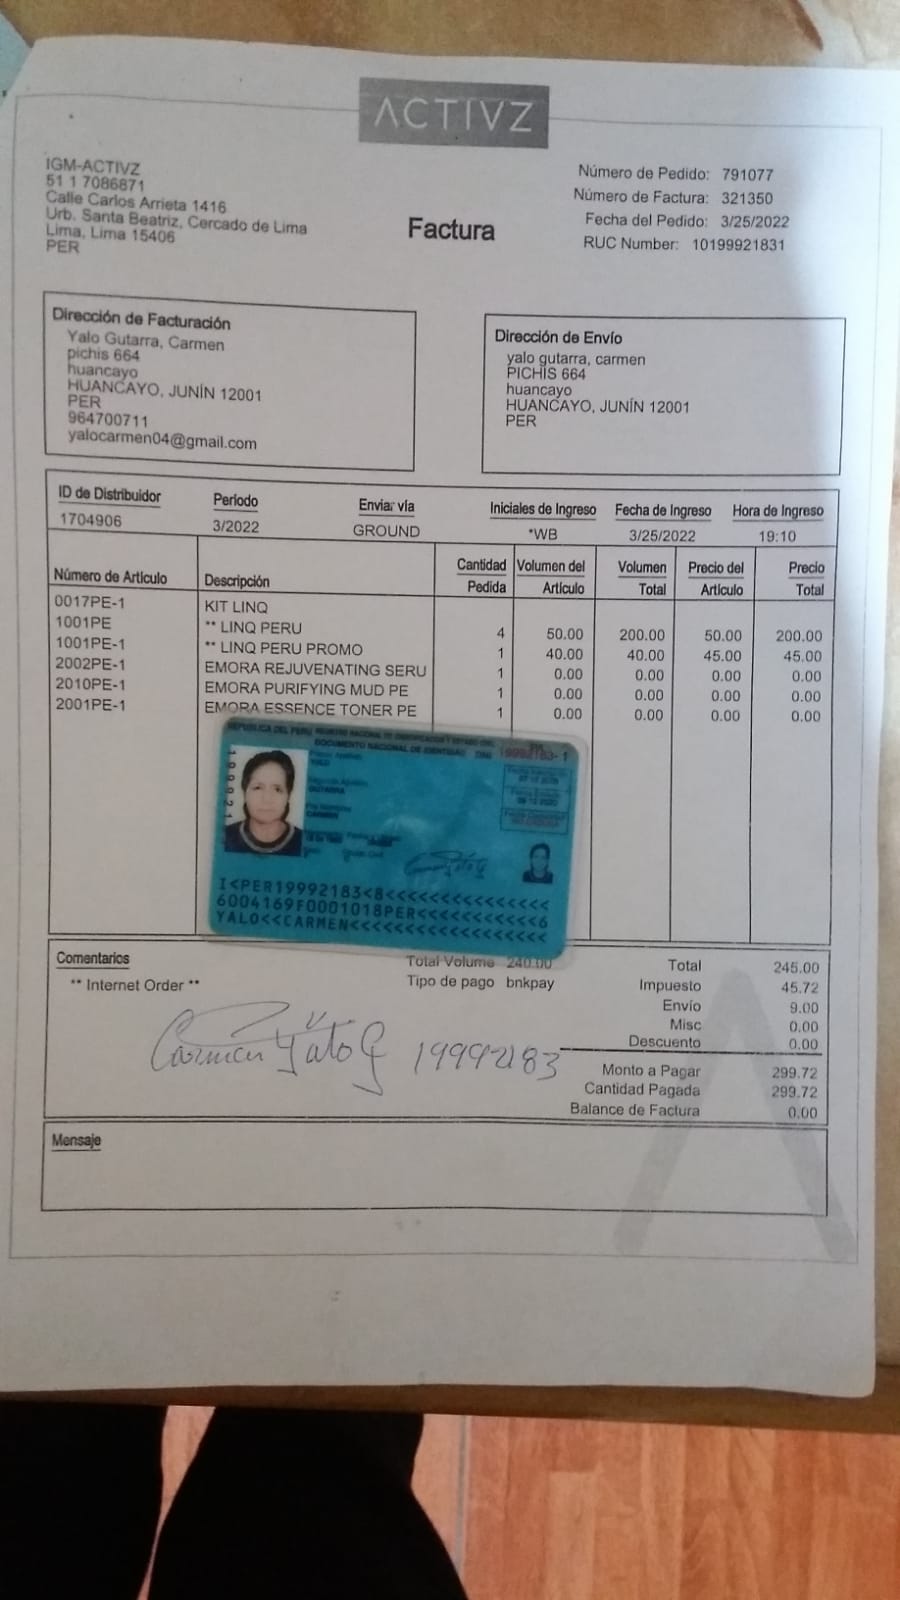 ACTIVZ
IGM-ACTIVZ
51 1 7086871
Calle Carlos Arrieta 1416
Urb. Santa Beatriz, Cercado de Lima
Lima, Lima 15406
PER
Factura
Número de Pedido: 791077
Número de Factura: 321350
Fecha del Pedido: 3/25/2022
RUC Number: 10199921831
Dirección de Facturación
Yalo Gutarra, Carmen
pichis 664
huancayo
HUANCAYO, JUNÍN 12001
PER
964700711
yalocarmen04@gmail.com
Dirección de Envío
yalo gutarra, carmen
PICHIS 664
huancayo
HUANCAYO, JUNÍN 12001
PER
ID de Distribuidor Período Enviar vía Iniciales de Ingreso Fecha de Ingreso Hora de Ingreso
1704906 3/2022 GROUND *WB 3/25/2022 19:10
Número de Artículo Descripción Cantidad Pedida Volumen del Artículo Volumen Total Precio del Artículo Precio Total
0017PE-1 KIT LINQ
1001PE ** LINQ PERU 4 50.00 200.00 50.00 200.00
1001PE-1 ** LINQ PERU PROMO 1 40.00 40.00 45.00 45.00
2002PE-1 EMORA REJUVENATING SERU 1 0.00 0.00 0.00 0.00
2010PE-1 EMORA PURIFYING MUD PE 1 0.00 0.00 0.00 0.00
2001PE-1 EMORA ESSENCE TONER PE 1 0.00 0.00 0.00 0.00
REPUBLICA DEL PERU
DOCUMENTO NACIONAL DE IDENTIDAD DNI 19992183-1
YALO
GUTARRA
CARMEN
I<PER19992183<8<<<<<<<<<<<<<<<
6004169F0001018PER<<<<<<<<<<<6
YALO<<CARMEN<<<<<<<<<<<<<<<<<<
Comentarios
** Internet Order **
Total Volume 240.00
Tipo de pago bnkpay
Total 245.00
Impuesto 45.72
Envío 9.00
Misc 0.00
Descuento 0.00
Monto a Pagar 299.72
Cantidad Pagada 299.72
Balance de Factura 0.00
Carmen Yalo G 19992183
Mensaje